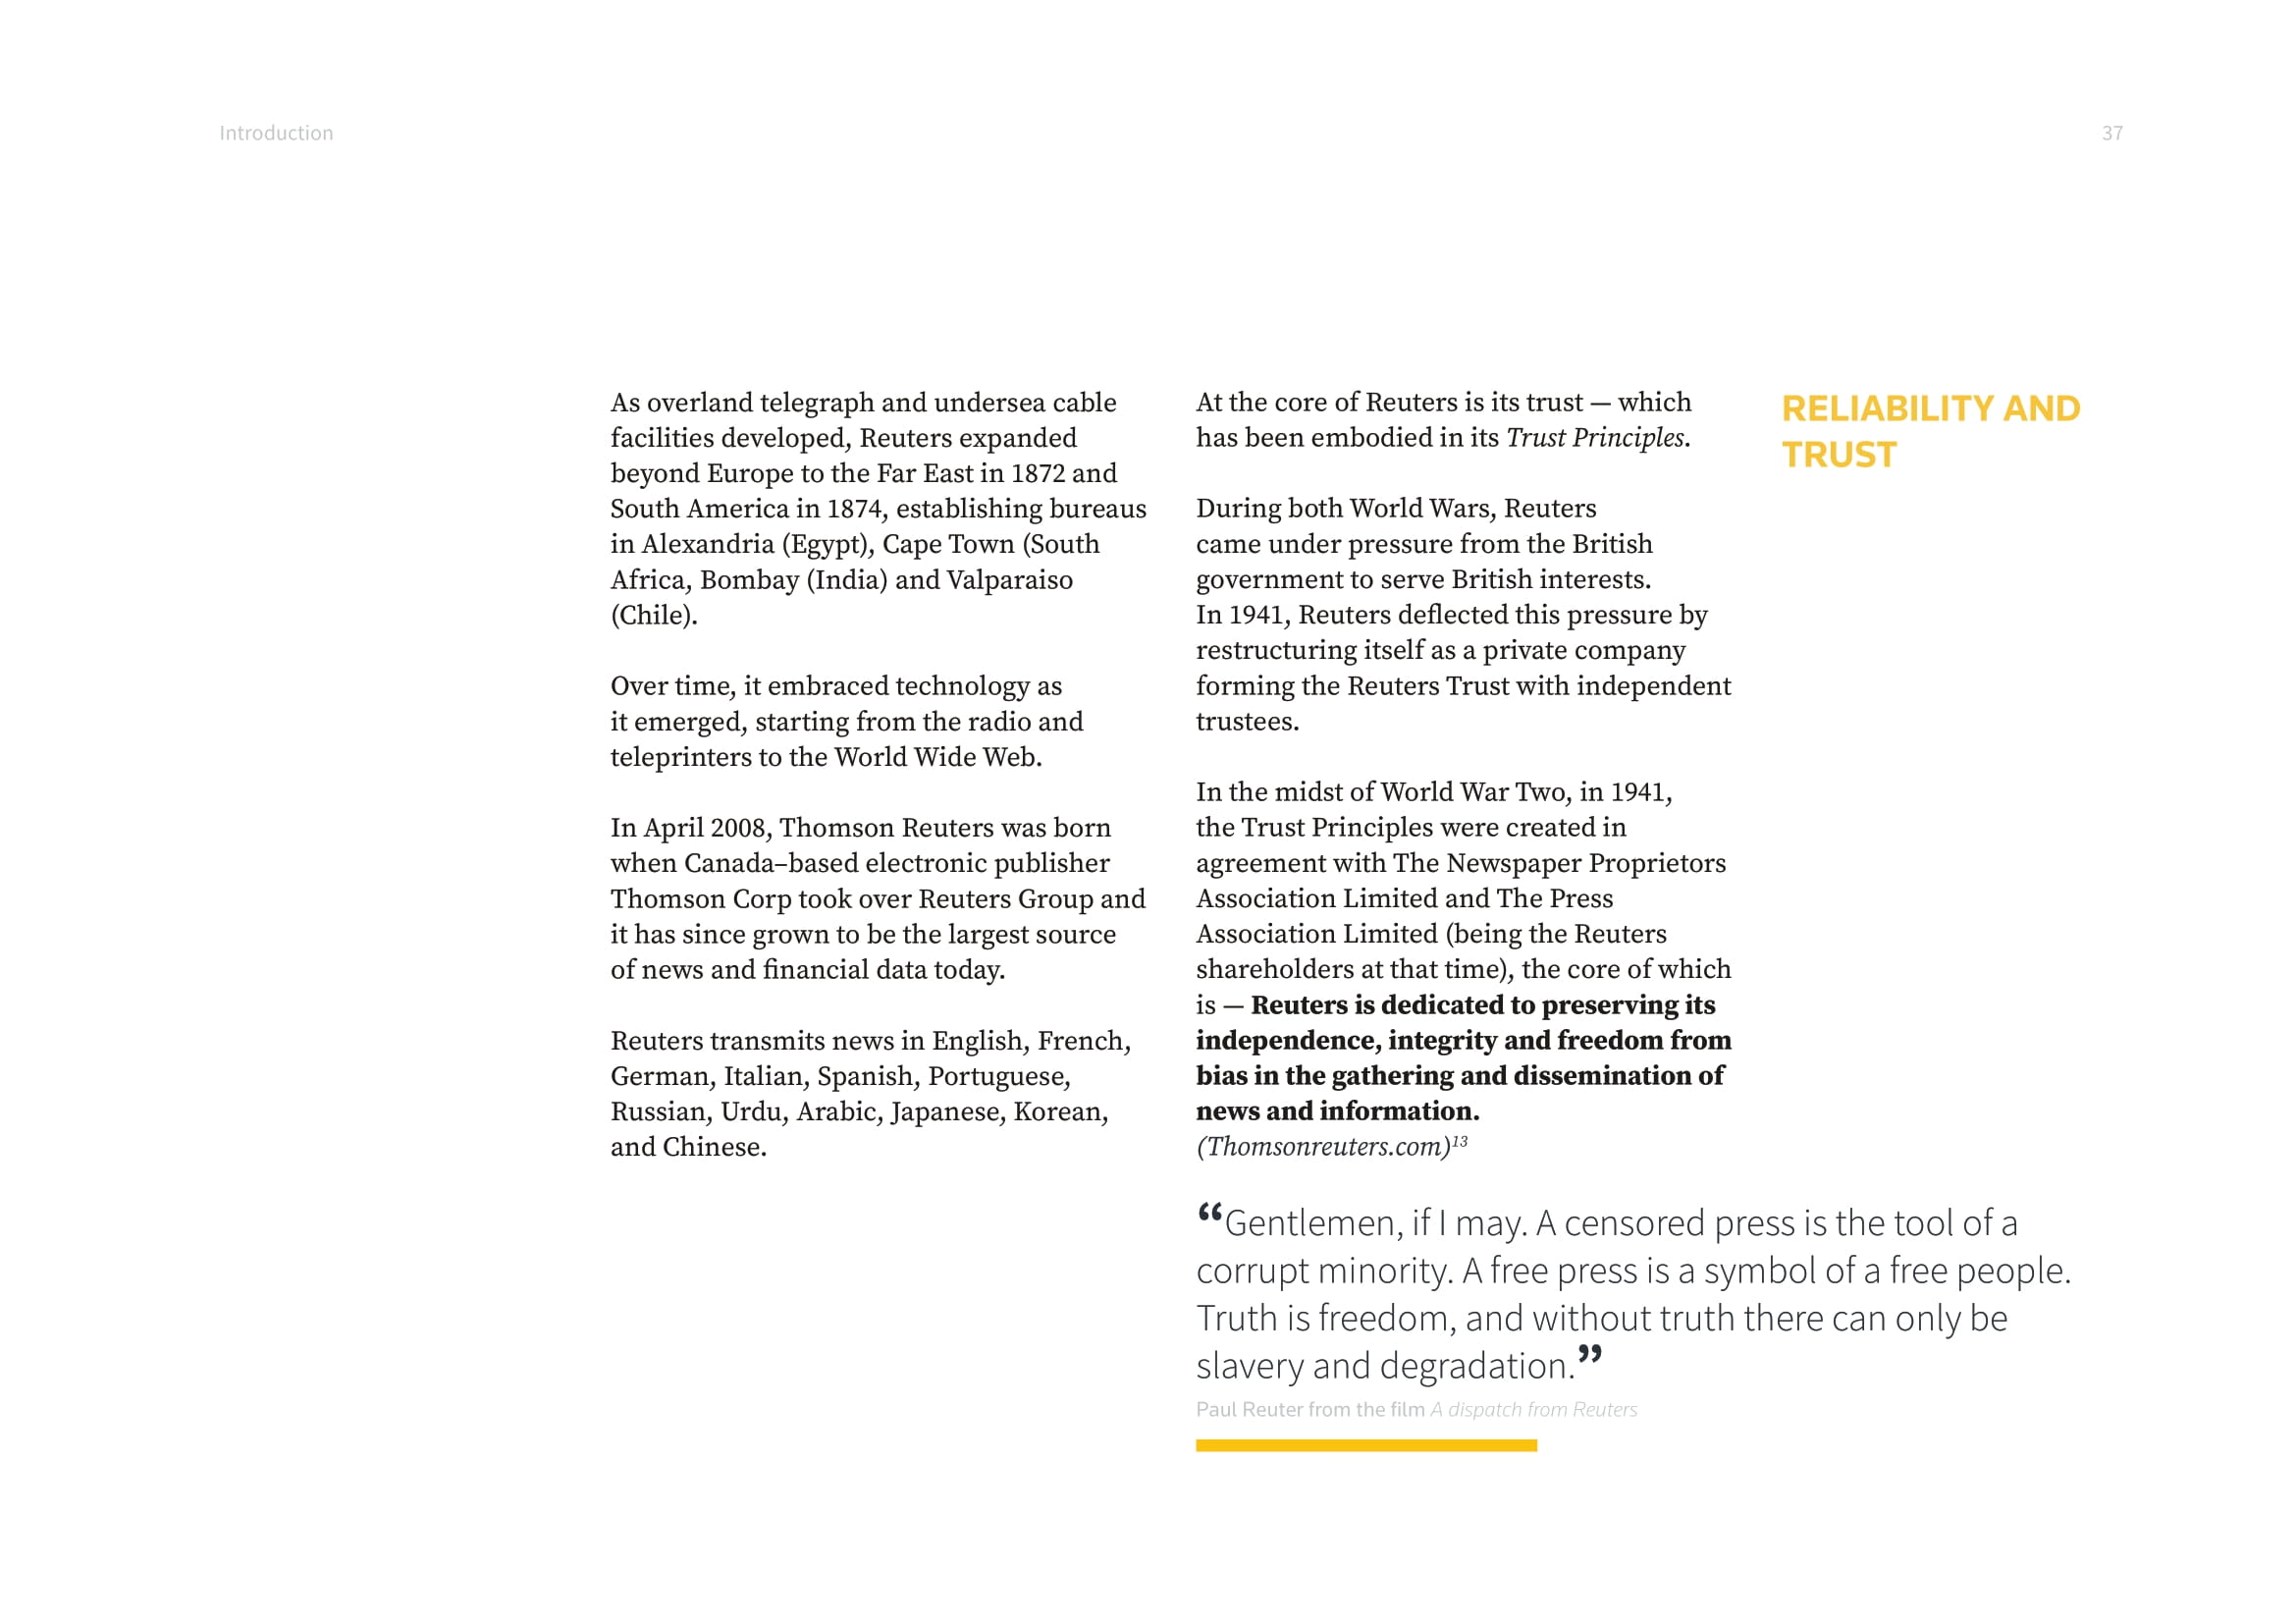 Introduction
37
As overland telegraph and undersea cable
facilities developed, Reuters expanded
beyond Europe to the Far East in 1872 and
South America in 1874, establishing bureaus
in Alexandria (Egypt), Cape Town (South
Africa, Bombay (India) and Valparaiso
(Chile).
Over time, it embraced technology as
it emerged, starting from the radio and
teleprinters to the World Wide Web.
In April 2008, Thomson Reuters was born
when Canada–based electronic publisher
Thomson Corp took over Reuters Group and
it has since grown to be the largest source
of news and financial data today.
Reuters transmits news in English, French,
German, Italian, Spanish, Portuguese,
Russian, Urdu, Arabic, Japanese, Korean,
and Chinese.
RELIABILITY AND
TRUST
At the core of Reuters is its trust — which
has been embodied in its Trust Principles.
During both World Wars, Reuters
came under pressure from the British
government to serve British interests.
In 1941, Reuters deflected this pressure by
restructuring itself as a private company
forming the Reuters Trust with independent
trustees.
In the midst of World War Two, in 1941,
the Trust Principles were created in
agreement with The Newspaper Proprietors
Association Limited and The Press
Association Limited (being the Reuters
shareholders at that time), the core of which
is — Reuters is dedicated to preserving its
independence, integrity and freedom from
bias in the gathering and dissemination of
news and information.
(Thomsonreuters.com)¹³
“Gentlemen, if I may. A censored press is the tool of a
corrupt minority. A free press is a symbol of a free people.
Truth is freedom, and without truth there can only be
slavery and degradation.”
Paul Reuter from the film A dispatch from Reuters